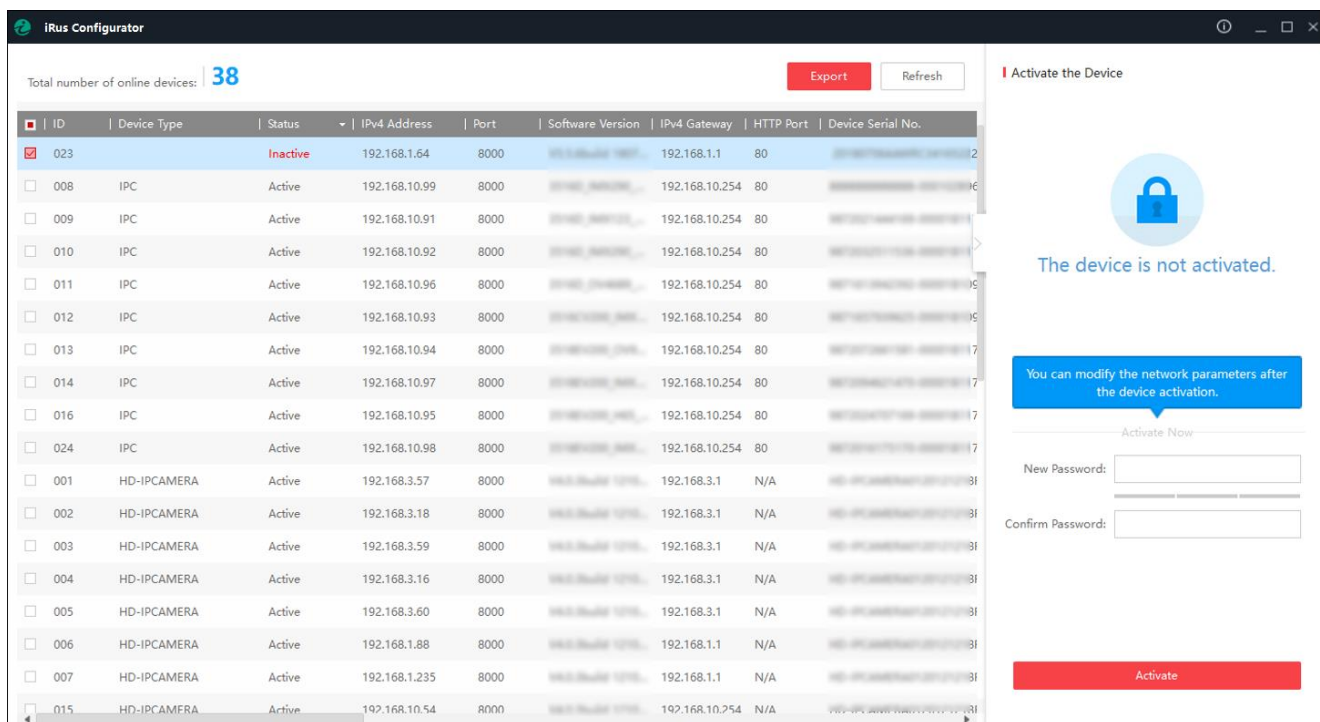 iRus Configurator
Total number of online devices: 38
Export Refresh
ID Device Type Status IPv4 Address Port Software Version IPv4 Gateway HTTP Port Device Serial No.
023 Inactive 192.168.1.64 8000 192.168.1.1 80
008 IPC Active 192.168.10.99 8000 192.168.10.254 80
009 IPC Active 192.168.10.91 8000 192.168.10.254 80
010 IPC Active 192.168.10.92 8000 192.168.10.254 80
011 IPC Active 192.168.10.96 8000 192.168.10.254 80
012 IPC Active 192.168.10.93 8000 192.168.10.254 80
013 IPC Active 192.168.10.94 8000 192.168.10.254 80
014 IPC Active 192.168.10.97 8000 192.168.10.254 80
016 IPC Active 192.168.10.95 8000 192.168.10.254 80
024 IPC Active 192.168.10.98 8000 192.168.10.254 80
001 HD-IPCAMERA Active 192.168.3.57 8000 192.168.3.1 N/A
002 HD-IPCAMERA Active 192.168.3.18 8000 192.168.3.1 N/A
003 HD-IPCAMERA Active 192.168.3.59 8000 192.168.3.1 N/A
004 HD-IPCAMERA Active 192.168.3.16 8000 192.168.3.1 N/A
005 HD-IPCAMERA Active 192.168.3.60 8000 192.168.3.1 N/A
006 HD-IPCAMERA Active 192.168.1.88 8000 192.168.1.1 N/A
007 HD-IPCAMERA Active 192.168.1.235 8000 192.168.1.1 N/A
015 HD-IPCAMERA Active 192.168.10.54 8000 192.168.10.254 N/A
Activate the Device
The device is not activated.
You can modify the network parameters after
the device activation.
Activate Now
New Password:
Confirm Password:
Activate